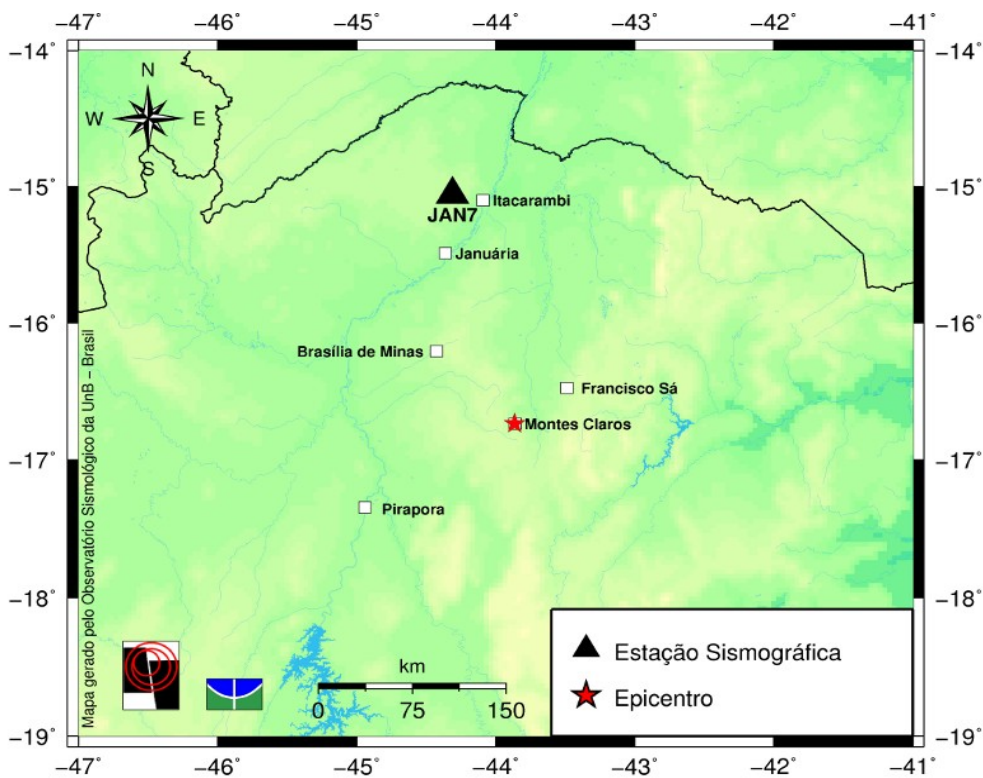 −47˚ −46˚ −45˚ −44˚ −43˚ −42˚ −41˚
−14˚ −14˚
N
W E
S
−15˚ −15˚
Itacarambi
JAN7
Januária
−16˚ −16˚
Brasília de Minas
Francisco Sá
Montes Claros
−17˚ −17˚
Pirapora
−18˚ −18˚
Mapa gerado pelo Observatório Sismológico da UnB − Brasil
km
0 75 150
Estação Sismográfica
Epicentro
−19˚ −19˚
−47˚ −46˚ −45˚ −44˚ −43˚ −42˚ −41˚